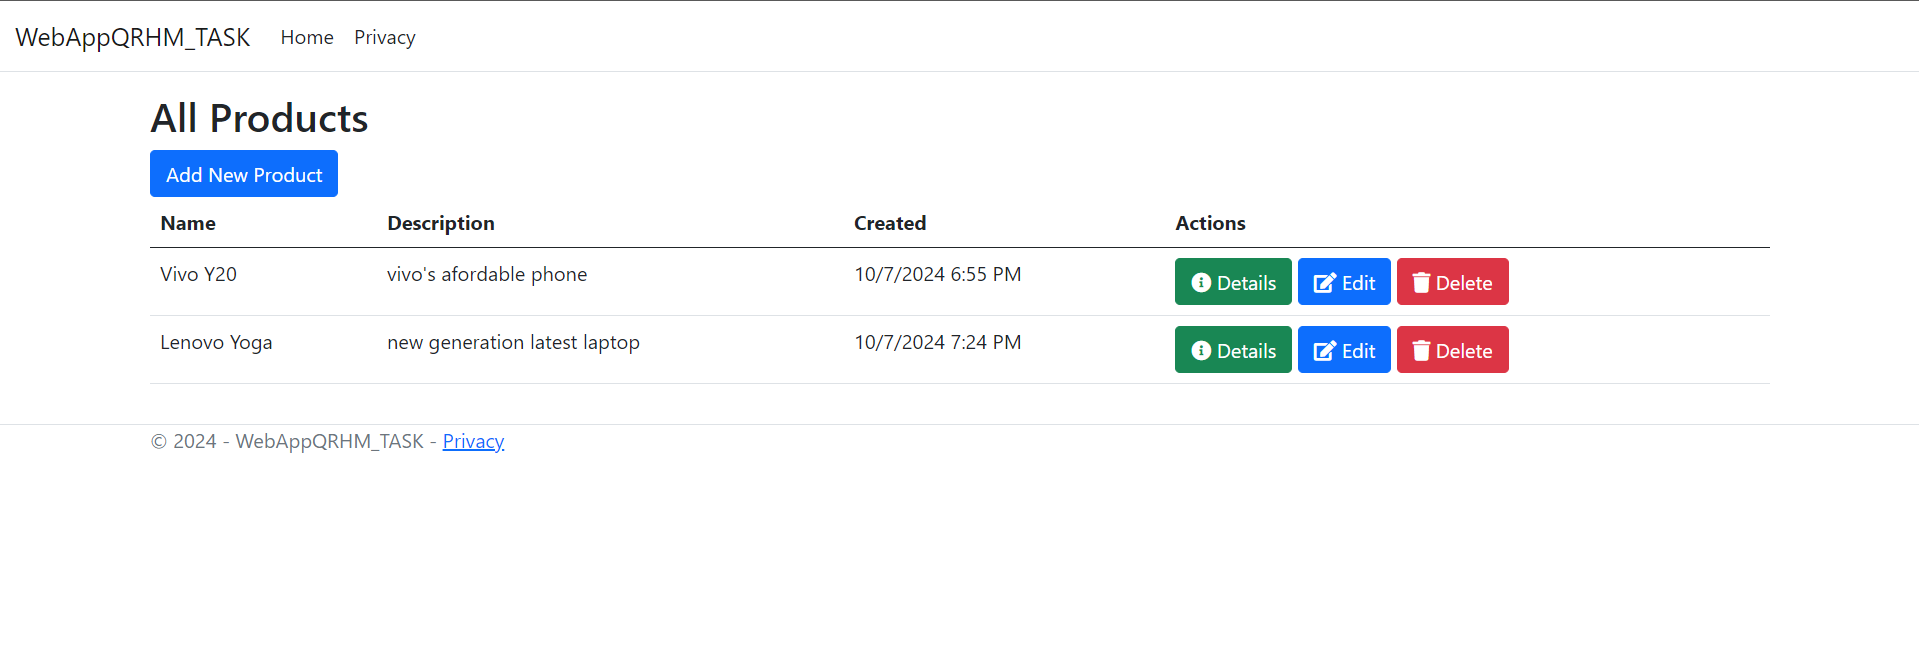 WebAppQRHM_TASK Home Privacy
All Products
Add New Product
Name Description Created Actions
Vivo Y20 vivo's afordable phone 10/7/2024 6:55 PM Details Edit Delete
Lenovo Yoga new generation latest laptop 10/7/2024 7:24 PM Details Edit Delete
© 2024 - WebAppQRHM_TASK - Privacy